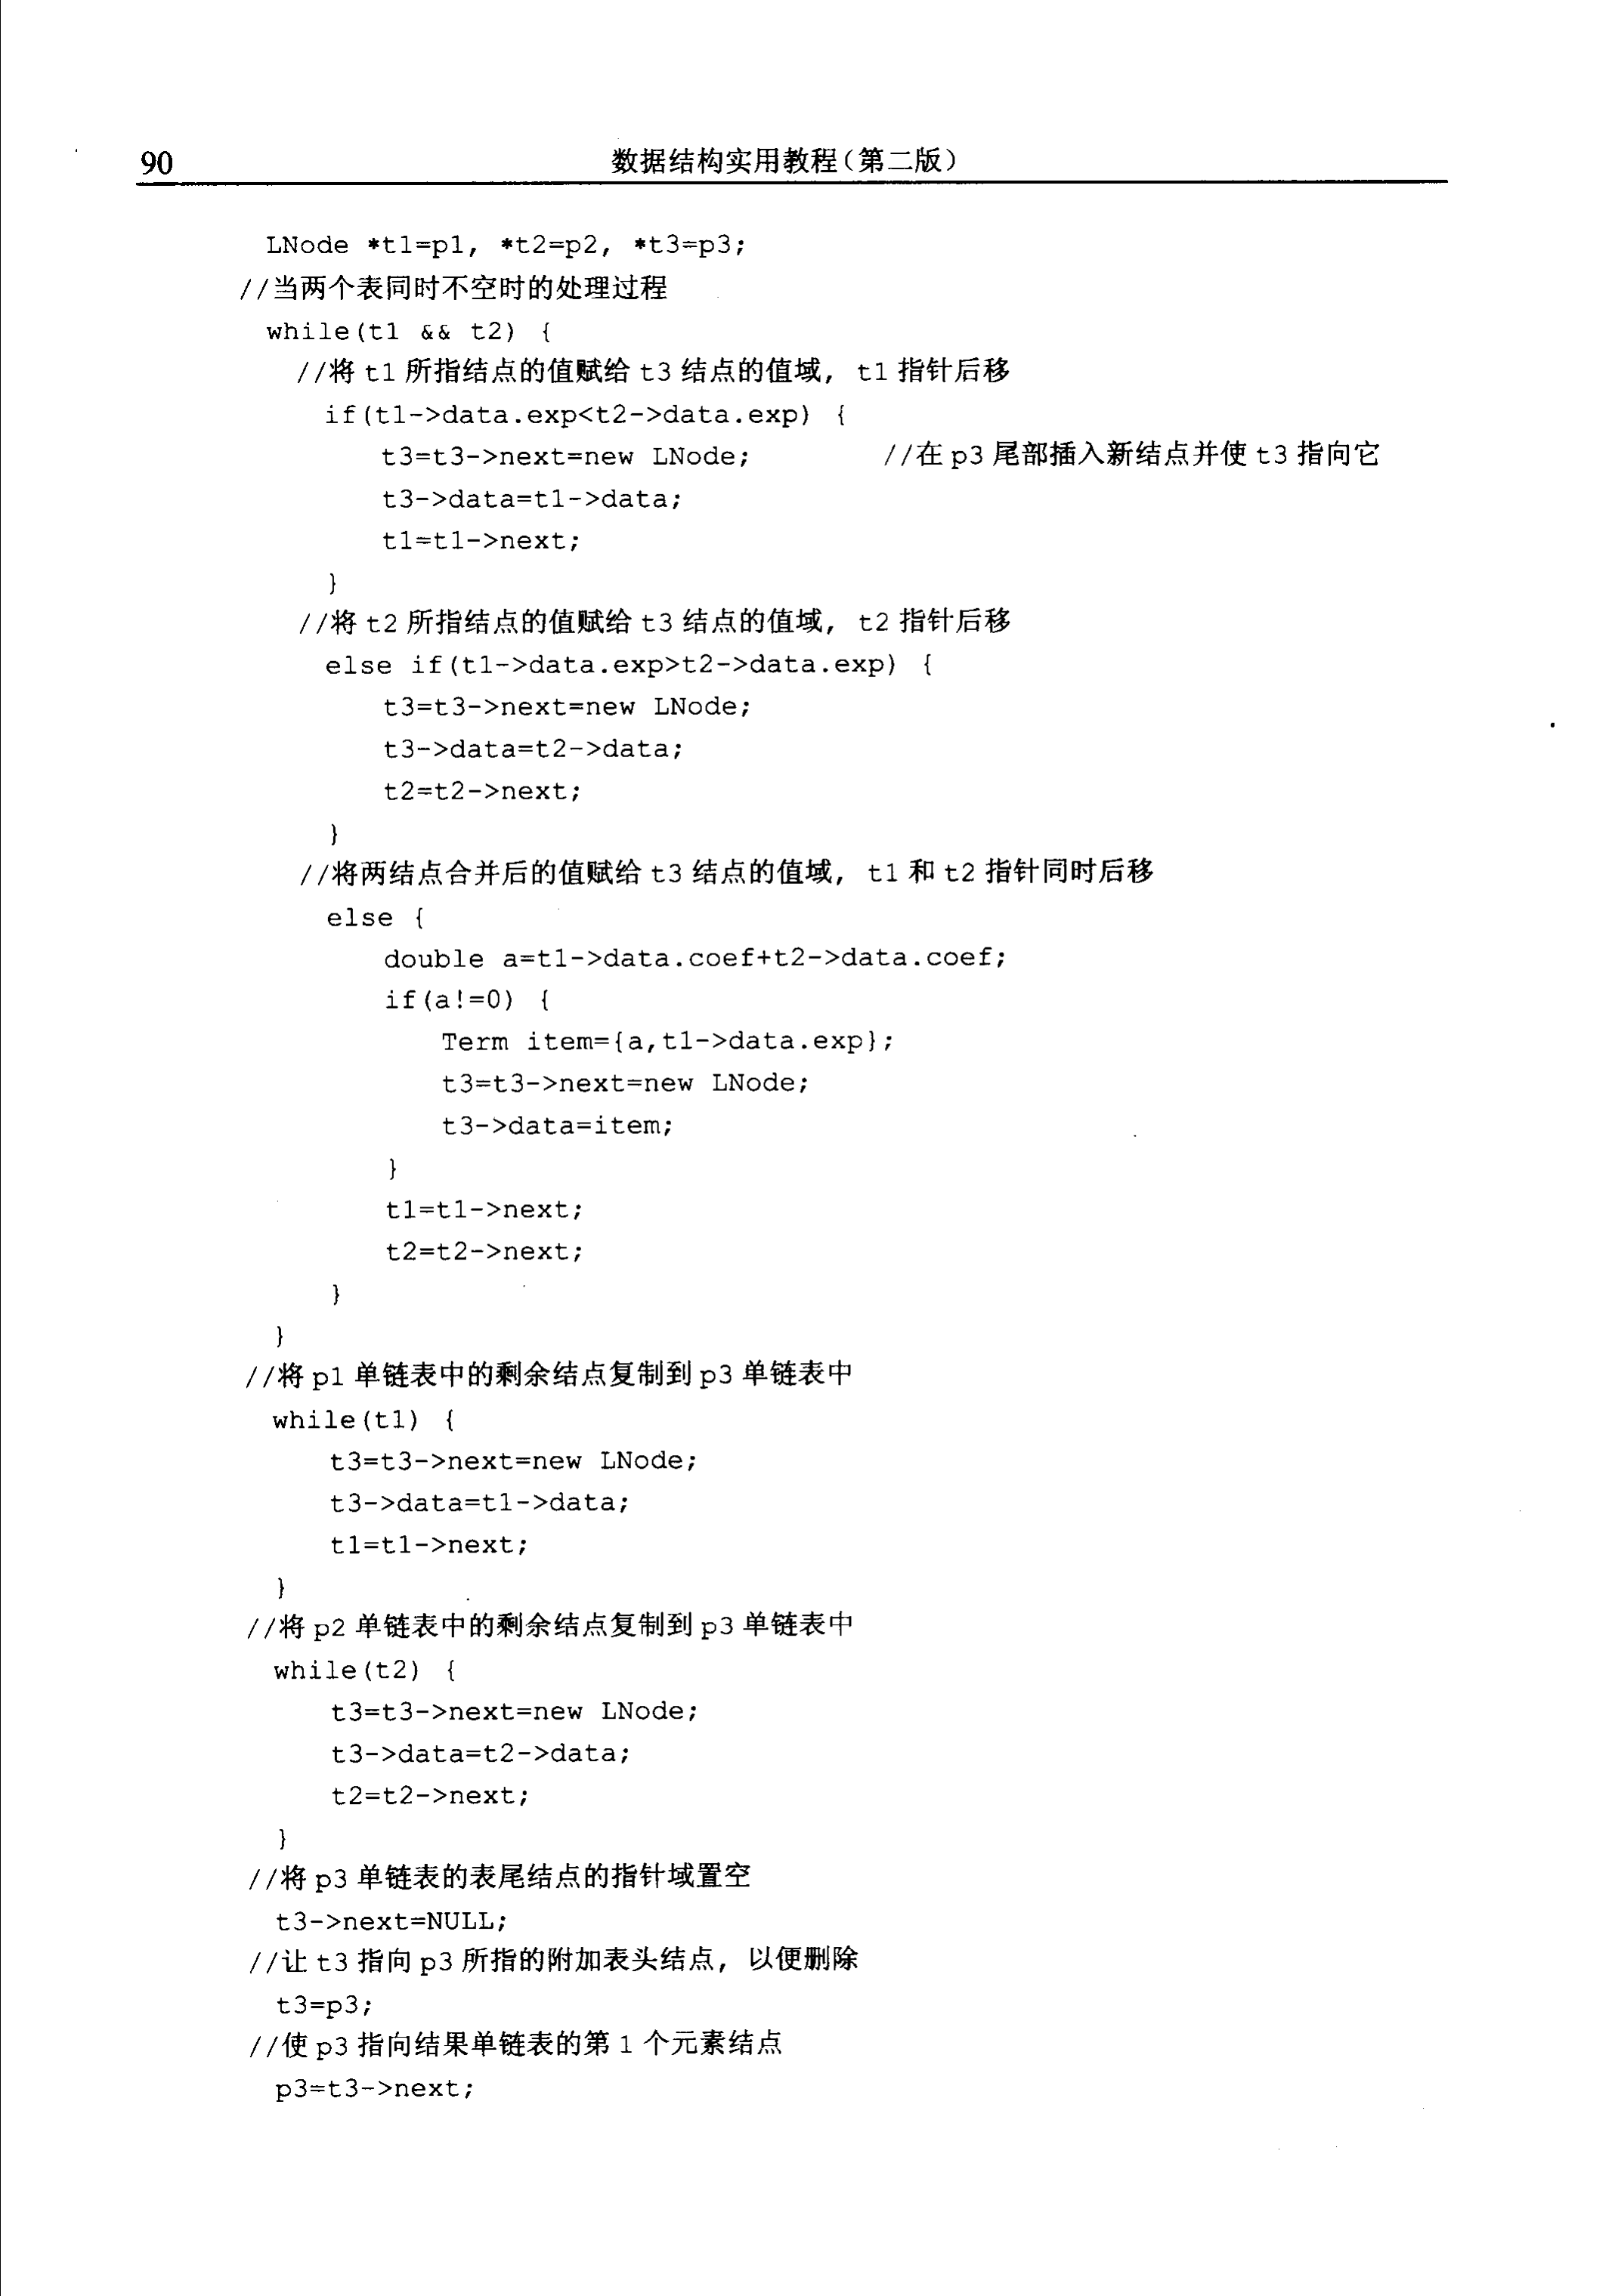 90
数据结构实用教程(第二版)
LNode *t1=p1, *t2=p2, *t3=p3;
//当两个表同时不空时的处理过程
while(t1 && t2) {
//将 t1 所指结点的值赋给 t3 结点的值域, t1 指针后移
if(t1->data.exp<t2->data.exp) {
t3=t3->next=new LNode; //在 p3 尾部插入新结点并使 t3 指向它
t3->data=t1->data;
t1=t1->next;
}
//将 t2 所指结点的值赋给 t3 结点的值域, t2 指针后移
else if(t1->data.exp>t2->data.exp) {
t3=t3->next=new LNode;
t3->data=t2->data;
t2=t2->next;
}
//将两结点合并后的值赋给 t3 结点的值域, t1 和 t2 指针同时后移
else {
double a=t1->data.coef+t2->data.coef;
if(a!=0) {
Term item={a,t1->data.exp};
t3=t3->next=new LNode;
t3->data=item;
}
t1=t1->next;
t2=t2->next;
}
}
//将 p1 单链表中的剩余结点复制到 p3 单链表中
while(t1) {
t3=t3->next=new LNode;
t3->data=t1->data;
t1=t1->next;
}
//将 p2 单链表中的剩余结点复制到 p3 单链表中
while(t2) {
t3=t3->next=new LNode;
t3->data=t2->data;
t2=t2->next;
}
//将 p3 单链表的表尾结点的指针域置空
t3->next=NULL;
//让 t3 指向 p3 所指的附加表头结点, 以便删除
t3=p3;
//使 p3 指向结果单链表的第 1 个元素结点
p3=t3->next;